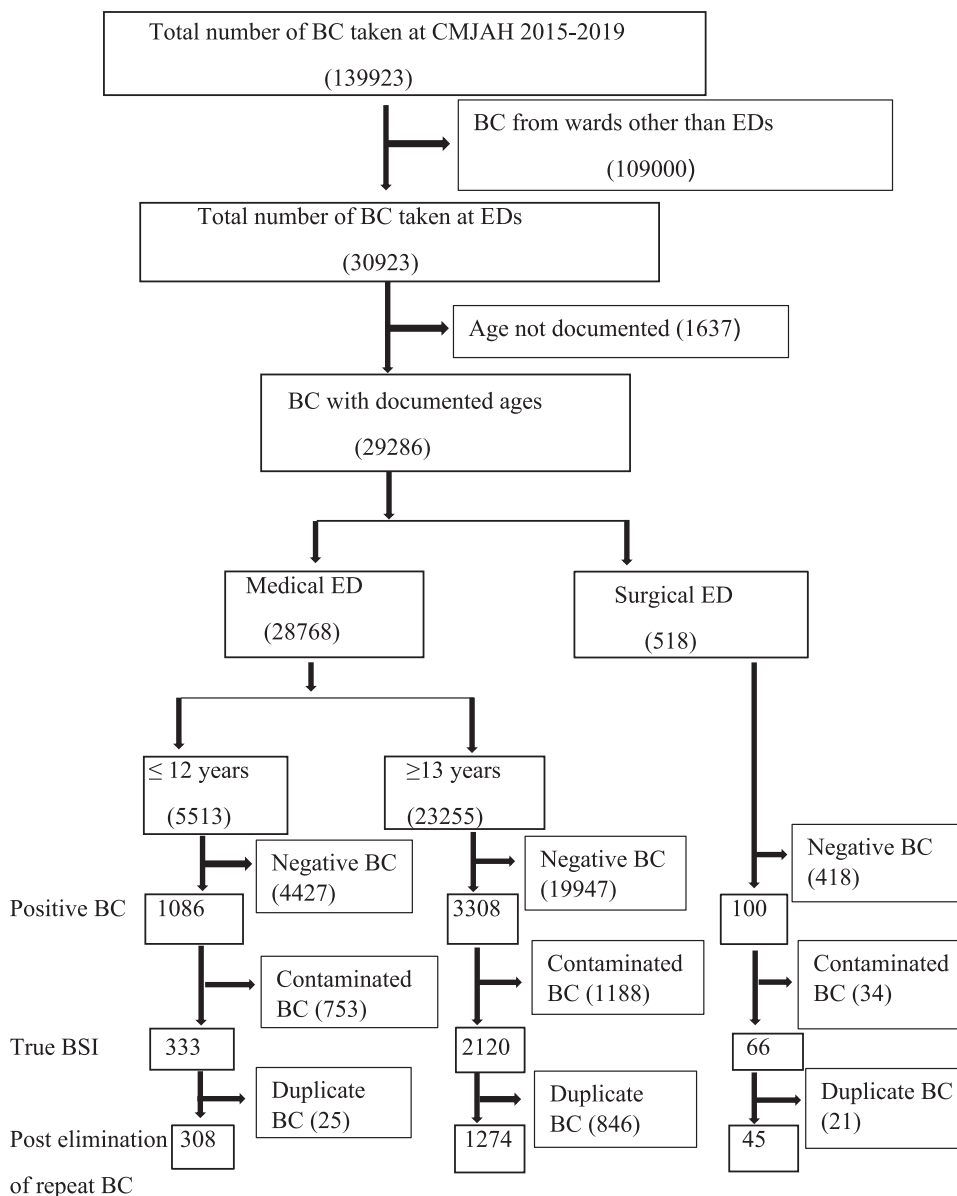 Total number of BC taken at CMJAH 2015-2019
(139923)
BC from wards other than EDs
(109000)
Total number of BC taken at EDs
(30923)
Age not documented (1637)
BC with documented ages
(29286)
Medical ED
(28768)
Surgical ED
(518)
≤ 12 years
(5513)
≥13 years
(23255)
Negative BC
(4427)
Negative BC
(19947)
Negative BC
(418)
Positive BC
1086
3308
100
Contaminated
BC (753)
Contaminated
BC (1188)
Contaminated
BC (34)
True BSI
333
2120
66
Duplicate
BC (25)
Duplicate
BC (846)
Duplicate BC
(21)
Post elimination
of repeat BC
308
1274
45